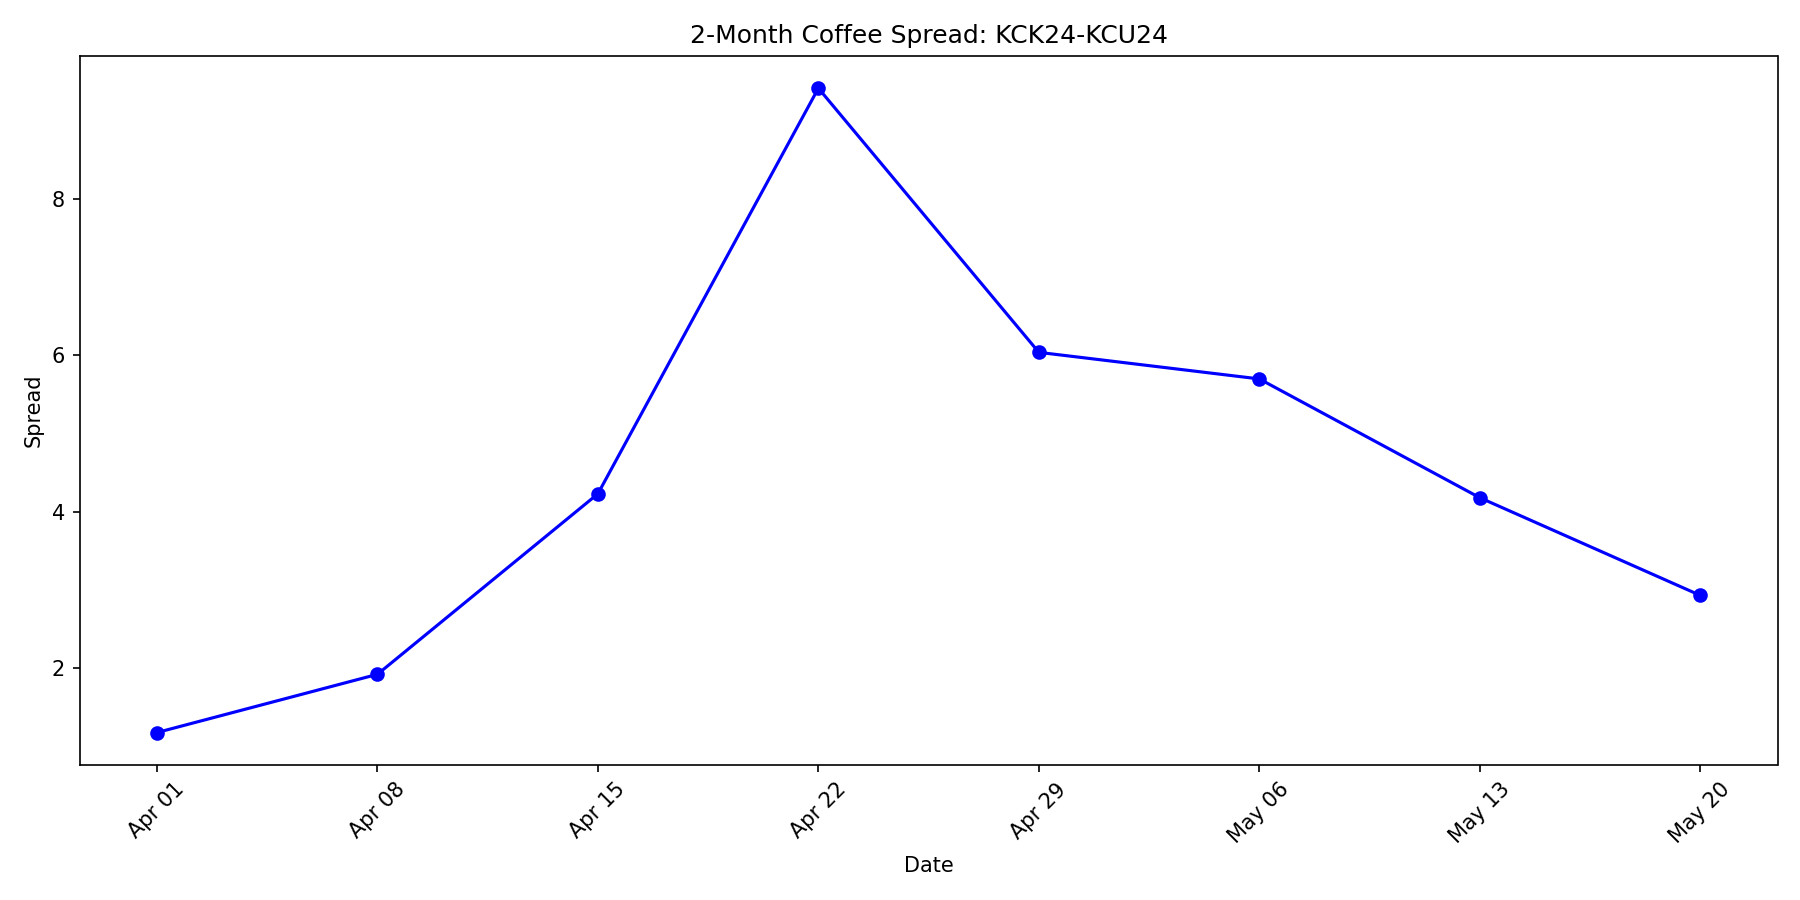 2-Month Coffee Spread: KCK24-KCU24
Spread
8
6
4
2
Apr 01
Apr 08
Apr 15
Apr 22
Apr 29
May 06
May 13
May 20
Date